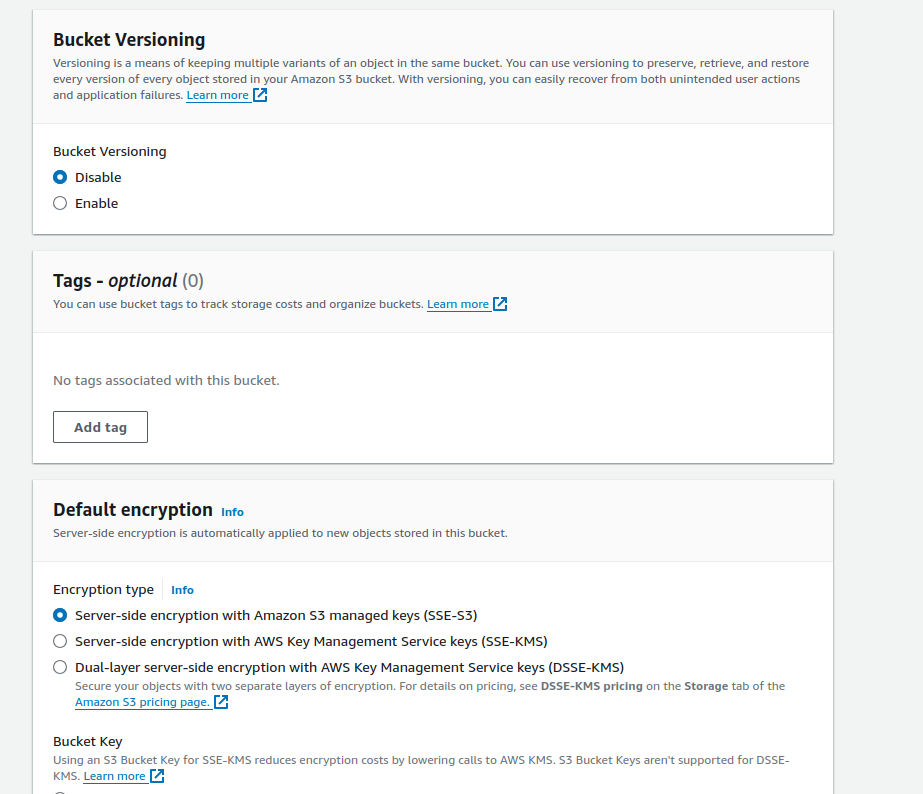 Bucket Versioning
Versioning is a means of keeping multiple variants of an object in the same bucket. You can use versioning to preserve, retrieve, and restore
every version of every object stored in your Amazon S3 bucket. With versioning, you can easily recover from both unintended user actions
and application failures. Learn more
Bucket Versioning
Disable
Enable
Tags - optional (0)
You can use bucket tags to track storage costs and organize buckets. Learn more
No tags associated with this bucket.
Add tag
Default encryption Info
Server-side encryption is automatically applied to new objects stored in this bucket.
Encryption type Info
Server-side encryption with Amazon S3 managed keys (SSE-S3)
Server-side encryption with AWS Key Management Service keys (SSE-KMS)
Dual-layer server-side encryption with AWS Key Management Service keys (DSSE-KMS)
Secure your objects with two separate layers of encryption. For details on pricing, see DSSE-KMS pricing on the Storage tab of the
Amazon S3 pricing page.
Bucket Key
Using an S3 Bucket Key for SSE-KMS reduces encryption costs by lowering calls to AWS KMS. S3 Bucket Keys aren't supported for DSSE-
KMS. Learn more